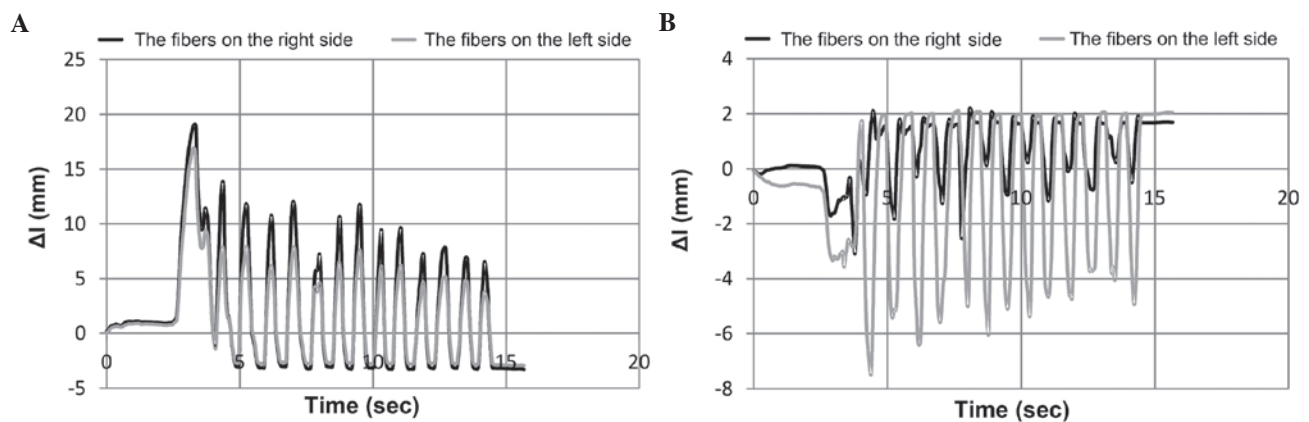 A
The fibers on the right side The fibers on the left side
25
20
15
10
5
0
-5
0 5 10 15 20
ΔI (mm)
Time (sec)
B
The fibers on the right side The fibers on the left side
4
2
0
-2
-4
-6
-8
0 5 10 15 20
ΔI (mm)
Time (sec)